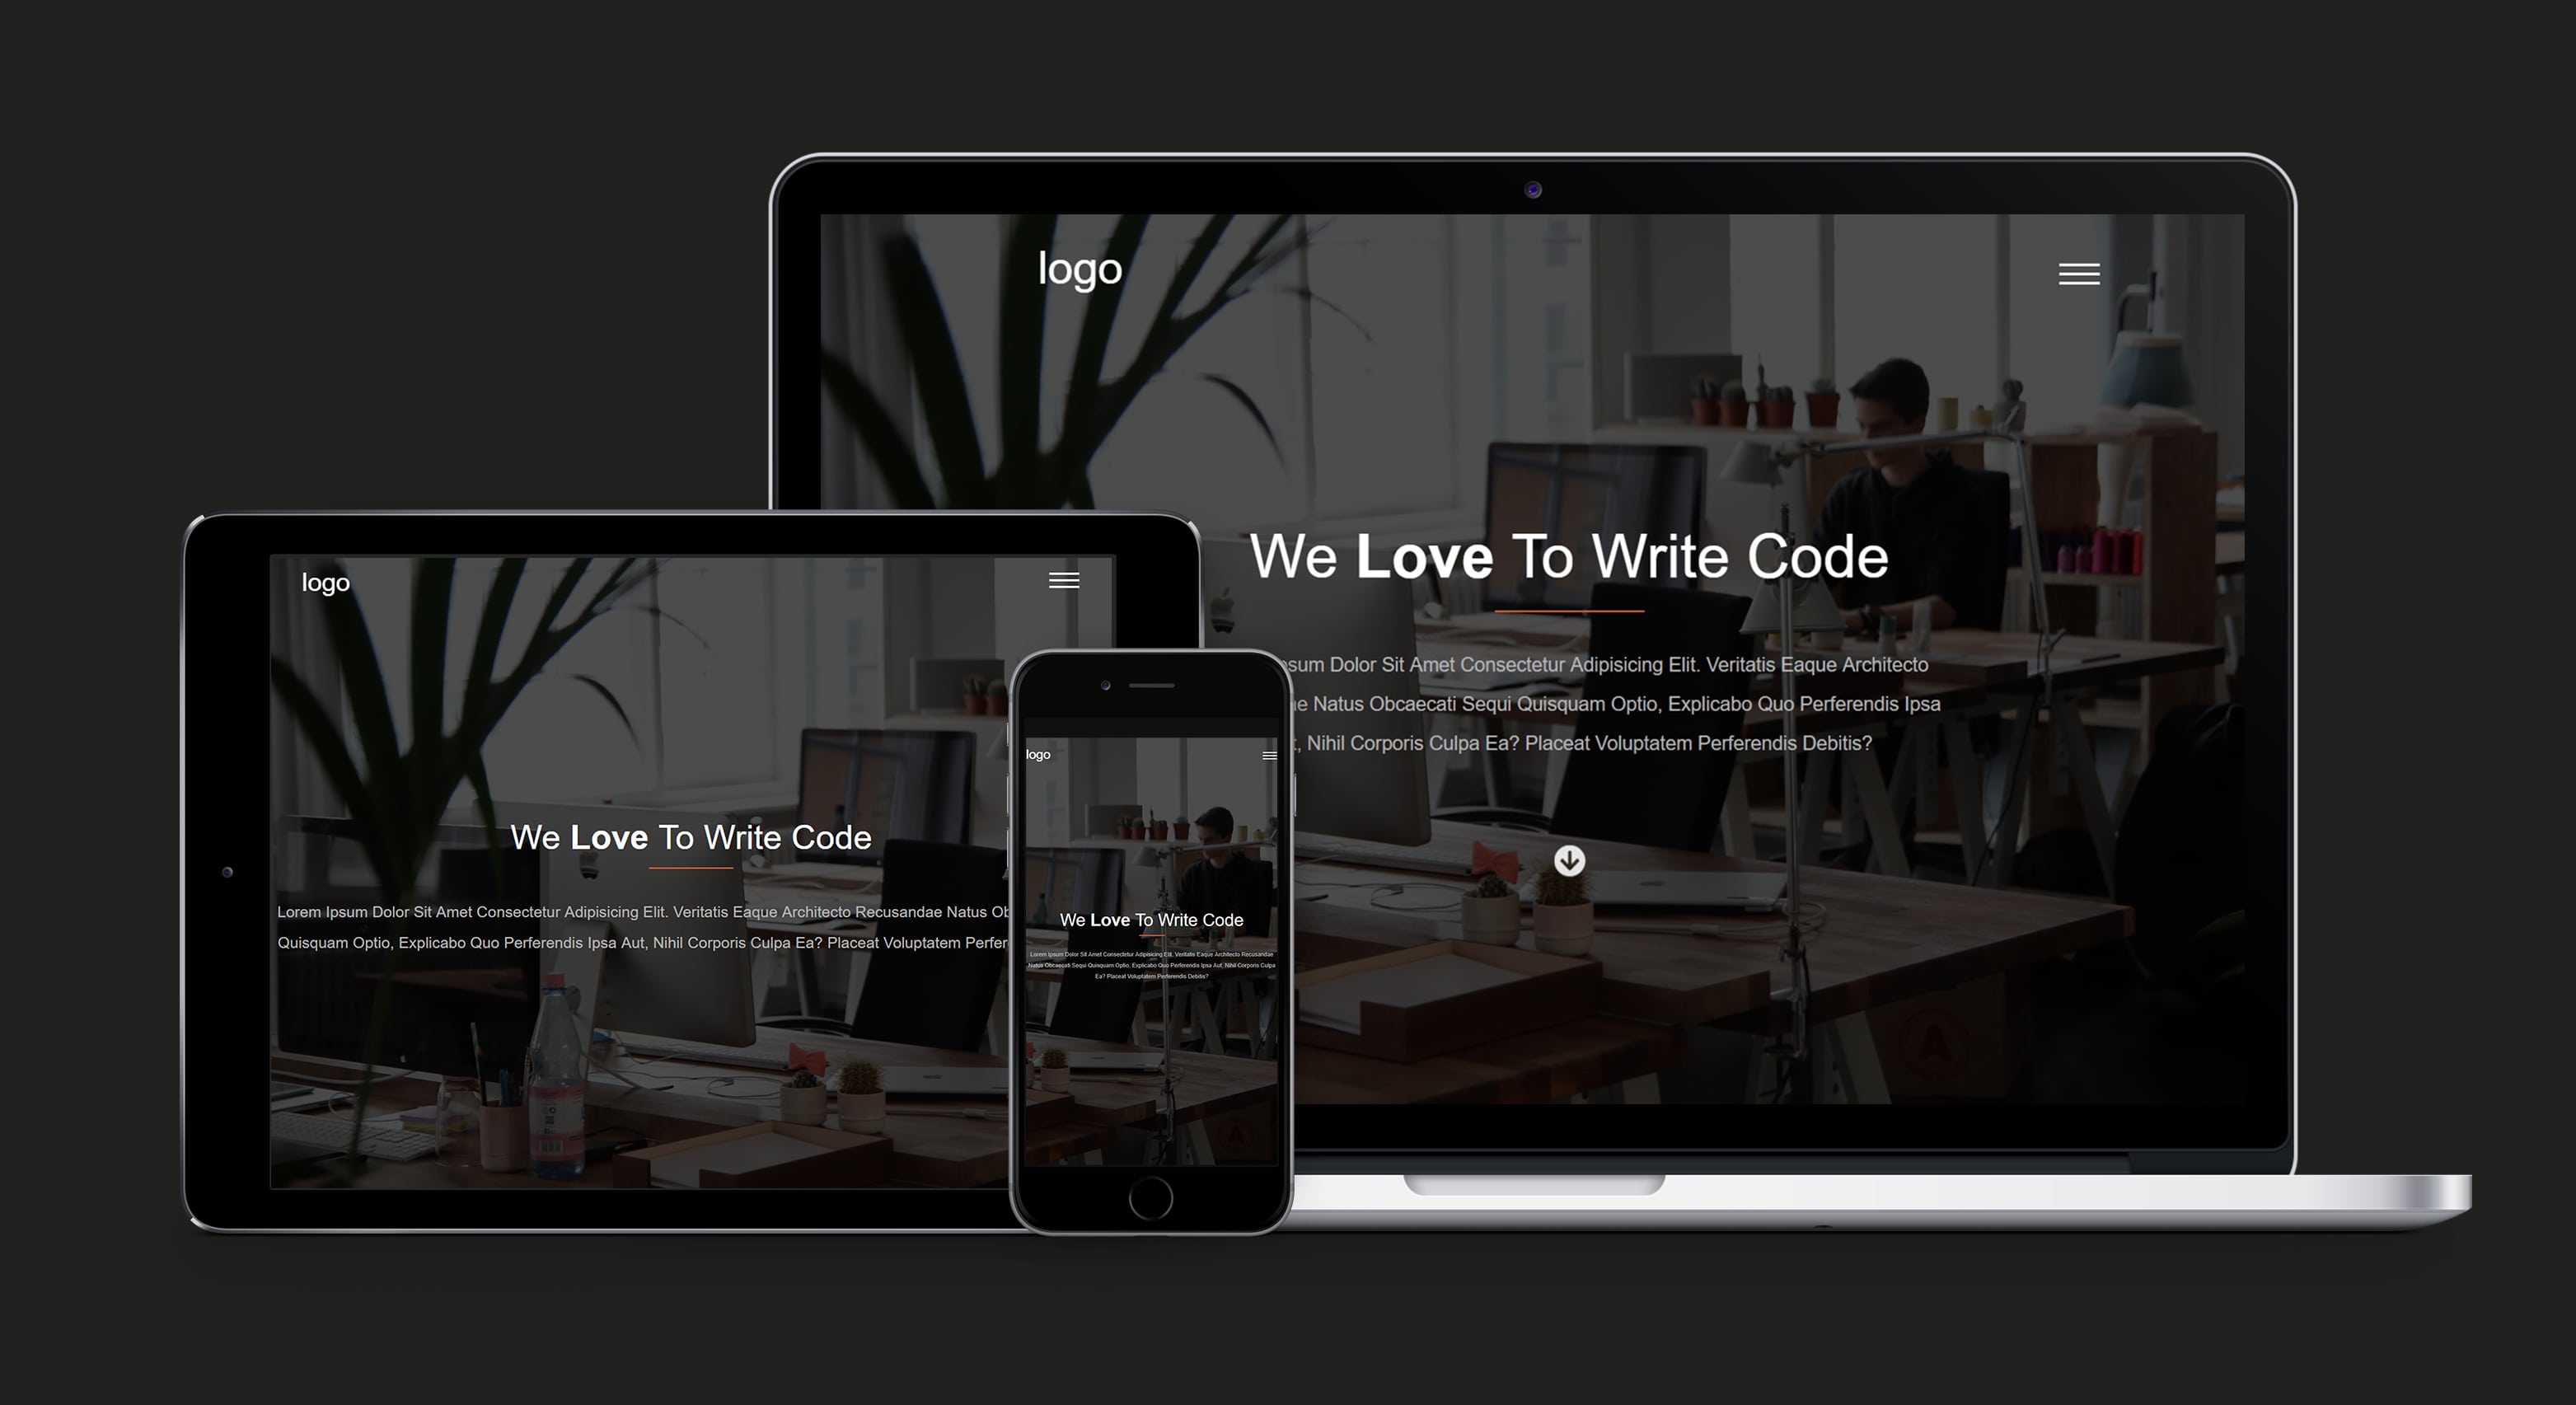 logo
We Love To Write Code
sum Dolor Sit Amet Consectetur Adipisicing Elit. Veritatis Eaque Architecto
e Natus Obcaecati Sequi Quisquam Optio, Explicabo Quo Perferendis Ipsa
, Nihil Corporis Culpa Ea? Placeat Voluptatem Perferendis Debitis?
logo
We Love To Write Code
Lorem Ipsum Dolor Sit Amet Consectetur Adipisicing Elit. Veritatis Eaque Architecto Recusandae Natus Ob
Quisquam Optio, Explicabo Quo Perferendis Ipsa Aut, Nihil Corporis Culpa Ea? Placeat Voluptatem Perfer
logo
We Love To Write Code
Lorem Ipsum Dolor Sit Amet Consectetur Adipisicing Elit. Veritatis Eaque Architecto Recusandae
Natus Obcaecati Sequi Quisquam Optio, Explicabo Quo Perferendis Ipsa Aut, Nihil Corporis Culpa
Ea? Placeat Voluptatem Perferendis Debitis?
A
A